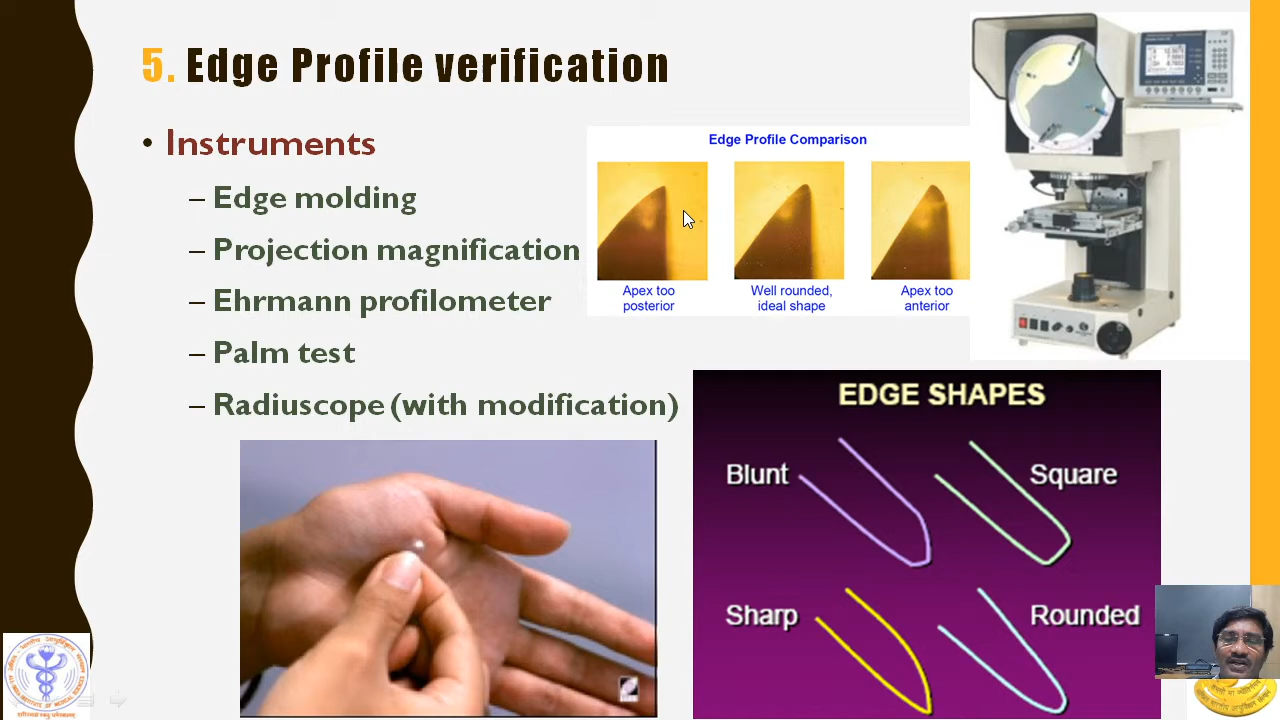 5. Edge Profile verification
• Instruments
– Edge molding
– Projection magnification
– Ehrmann profilometer
– Palm test
– Radiuscope (with modification)
Edge Profile Comparison
Apex too
posterior
Well rounded,
ideal shape
Apex too
anterior
EDGE SHAPES
Blunt
Square
Sharp
Rounded